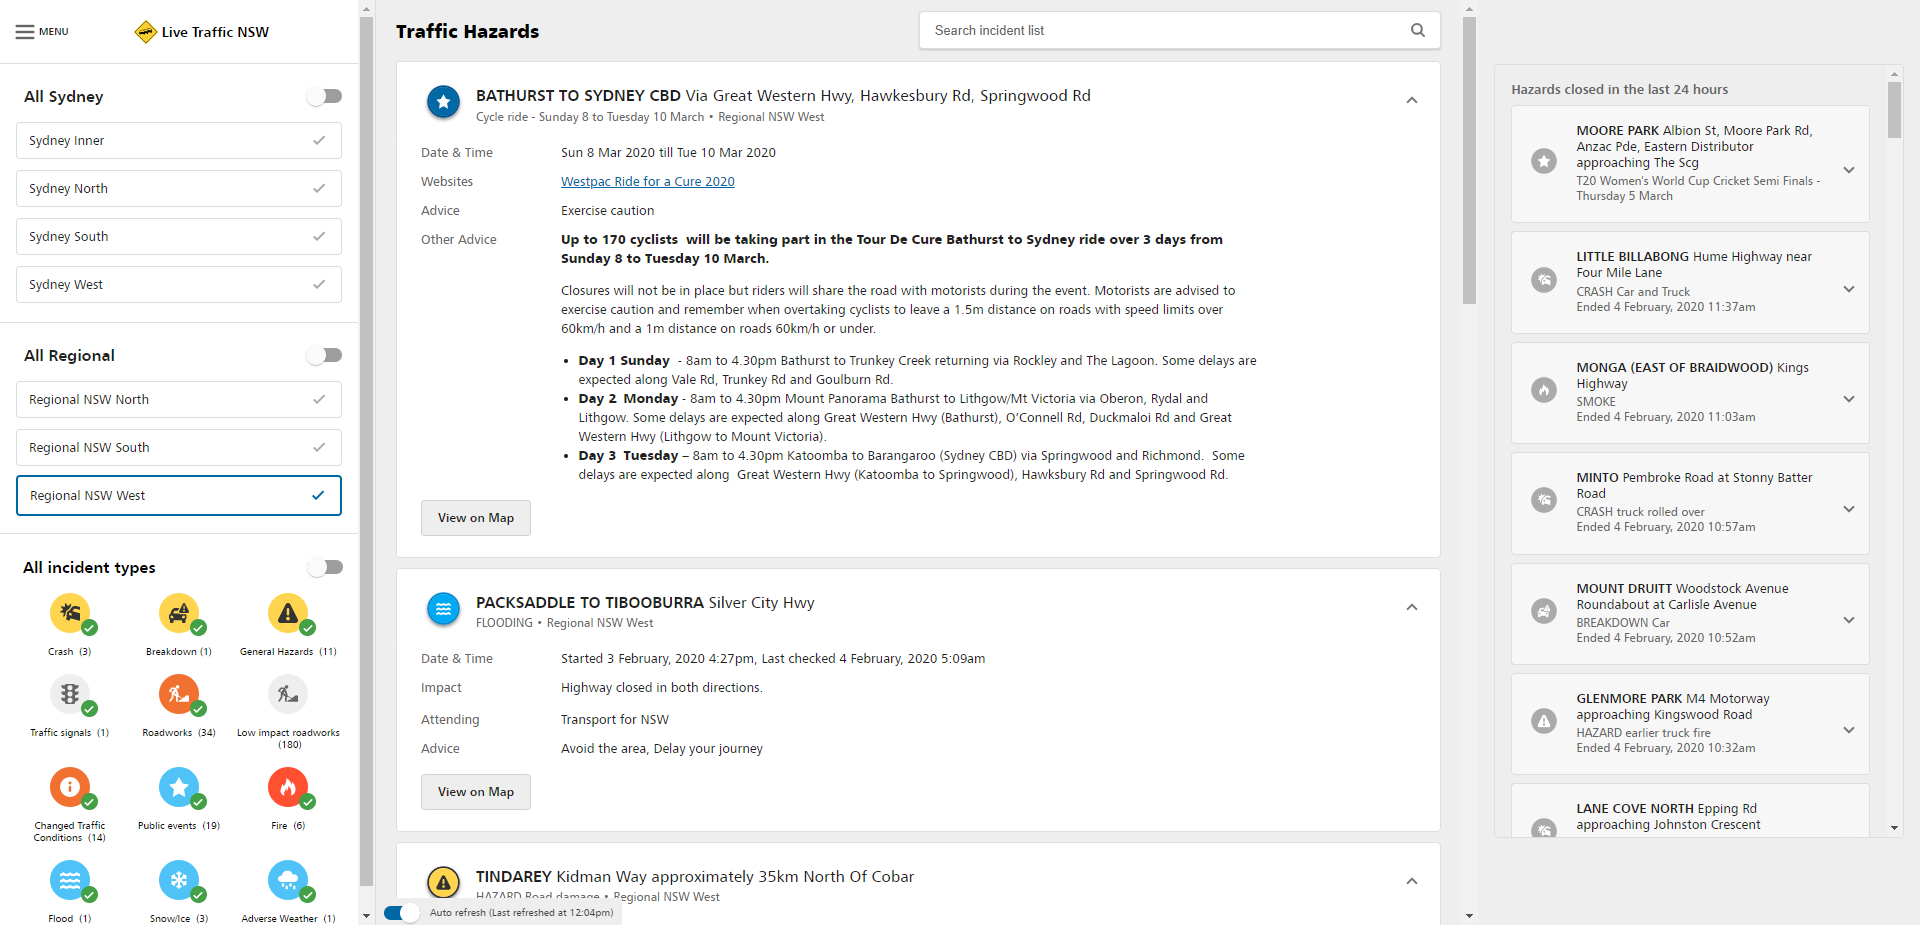 MENU
Live Traffic NSW
All Sydney
Sydney Inner
Sydney North
Sydney South
Sydney West
All Regional
Regional NSW North
Regional NSW South
Regional NSW West
All incident types
Crash (3)
Breakdown (1)
General Hazards (11)
Traffic signals (1)
Roadworks (34)
Low impact roadworks
(180)
Changed Traffic
Conditions (14)
Public events (19)
Fire (6)
Flood (1)
Snow/Ice (3)
Adverse Weather (1)
Traffic Hazards
Search incident list
BATHURST TO SYDNEY CBD Via Great Western Hwy, Hawkesbury Rd, Springwood Rd
Cycle ride - Sunday 8 to Tuesday 10 March • Regional NSW West
Date & Time Sun 8 Mar 2020 till Tue 10 Mar 2020
Websites Westpac Ride for a Cure 2020
Advice Exercise caution
Other Advice Up to 170 cyclists will be taking part in the Tour De Cure Bathurst to Sydney ride over 3 days from
Sunday 8 to Tuesday 10 March.
Closures will not be in place but riders will share the road with motorists during the event. Motorists are advised to
exercise caution and remember when overtaking cyclists to leave a 1.5m distance on roads with speed limits over
60km/h and a 1m distance on roads 60km/h or under.
• Day 1 Sunday - 8am to 4.30pm Bathurst to Trunkey Creek returning via Rockley and The Lagoon. Some delays are
expected along Vale Rd, Trunkey Rd and Goulburn Rd.
• Day 2 Monday - 8am to 4.30pm Mount Panorama Bathurst to Lithgow/Mt Victoria via Oberon, Rydal and
Lithgow. Some delays are expected along Great Western Hwy (Bathurst), O’Connell Rd, Duckmaloi Rd and Great
Western Hwy (Lithgow to Mount Victoria).
• Day 3 Tuesday – 8am to 4.30pm Katoomba to Barangaroo (Sydney CBD) via Springwood and Richmond. Some
delays are expected along Great Western Hwy (Katoomba to Springwood), Hawksbury Rd and Springwood Rd.
View on Map
PACKSADDLE TO TIBOOBURRA Silver City Hwy
FLOODING • Regional NSW West
Date & Time Started 3 February, 2020 4:27pm, Last checked 4 February, 2020 5:09am
Impact Highway closed in both directions.
Attending Transport for NSW
Advice Avoid the area, Delay your journey
View on Map
TINDAREY Kidman Way approximately 35km North Of Cobar
HAZARD Road damage • Regional NSW West
Auto refresh (Last refreshed at 12:04pm)
Hazards closed in the last 24 hours
MOORE PARK Albion St, Moore Park Rd,
Anzac Pde, Eastern Distributor
approaching The Scg
T20 Women's World Cup Cricket Semi Finals -
Thursday 5 March
LITTLE BILLABONG Hume Highway near
Four Mile Lane
CRASH Car and Truck
Ended 4 February, 2020 11:37am
MONGA (EAST OF BRAIDWOOD) Kings
Highway
SMOKE
Ended 4 February, 2020 11:03am
MINTO Pembroke Road at Stonny Batter
Road
CRASH truck rolled over
Ended 4 February, 2020 10:57am
MOUNT DRUITT Woodstock Avenue
Roundabout at Carlisle Avenue
BREAKDOWN Car
Ended 4 February, 2020 10:52am
GLENMORE PARK M4 Motorway
approaching Kingswood Road
HAZARD earlier truck fire
Ended 4 February, 2020 10:32am
LANE COVE NORTH Epping Rd
approaching Johnston Crescent